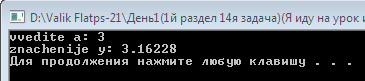 D:\Valik Flatps-21\День1(1й раздел 14я задача)(Я иду на урок и
vvedite a: 3
znachenije y: 3.16228
Для продолжения нажмите любую клавишу . . .